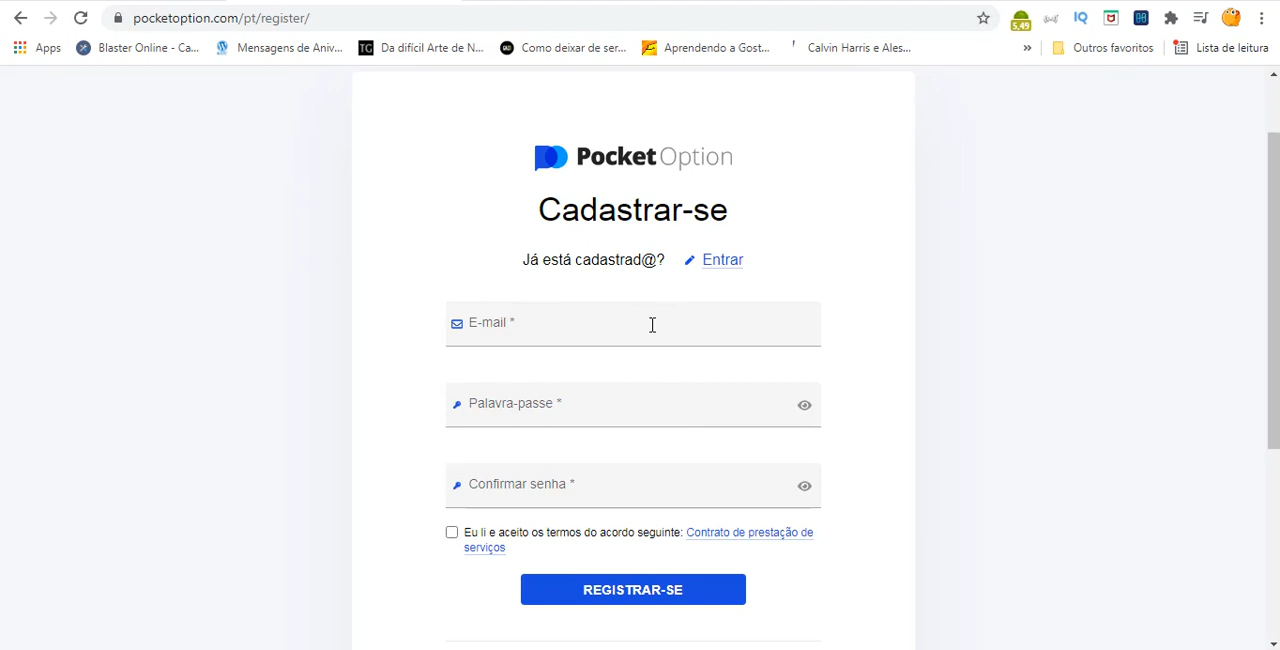 pocketoption.com/pt/register/
5,49
IQ
Apps
Blaster Online - Ca...
Mensagens de Aniv...
TG
Da difícil Arte de N...
Como deixar de ser...
Aprendendo a Gost...
Calvin Harris e Ales...
»
Outros favoritos
Lista de leitura
PocketOption
Cadastrar-se
Já está cadastrad@? Entrar
E-mail *
Palavra-passe *
Confirmar senha *
Eu li e aceito os termos do acordo seguinte: Contrato de prestação de
serviços
REGISTRAR-SE